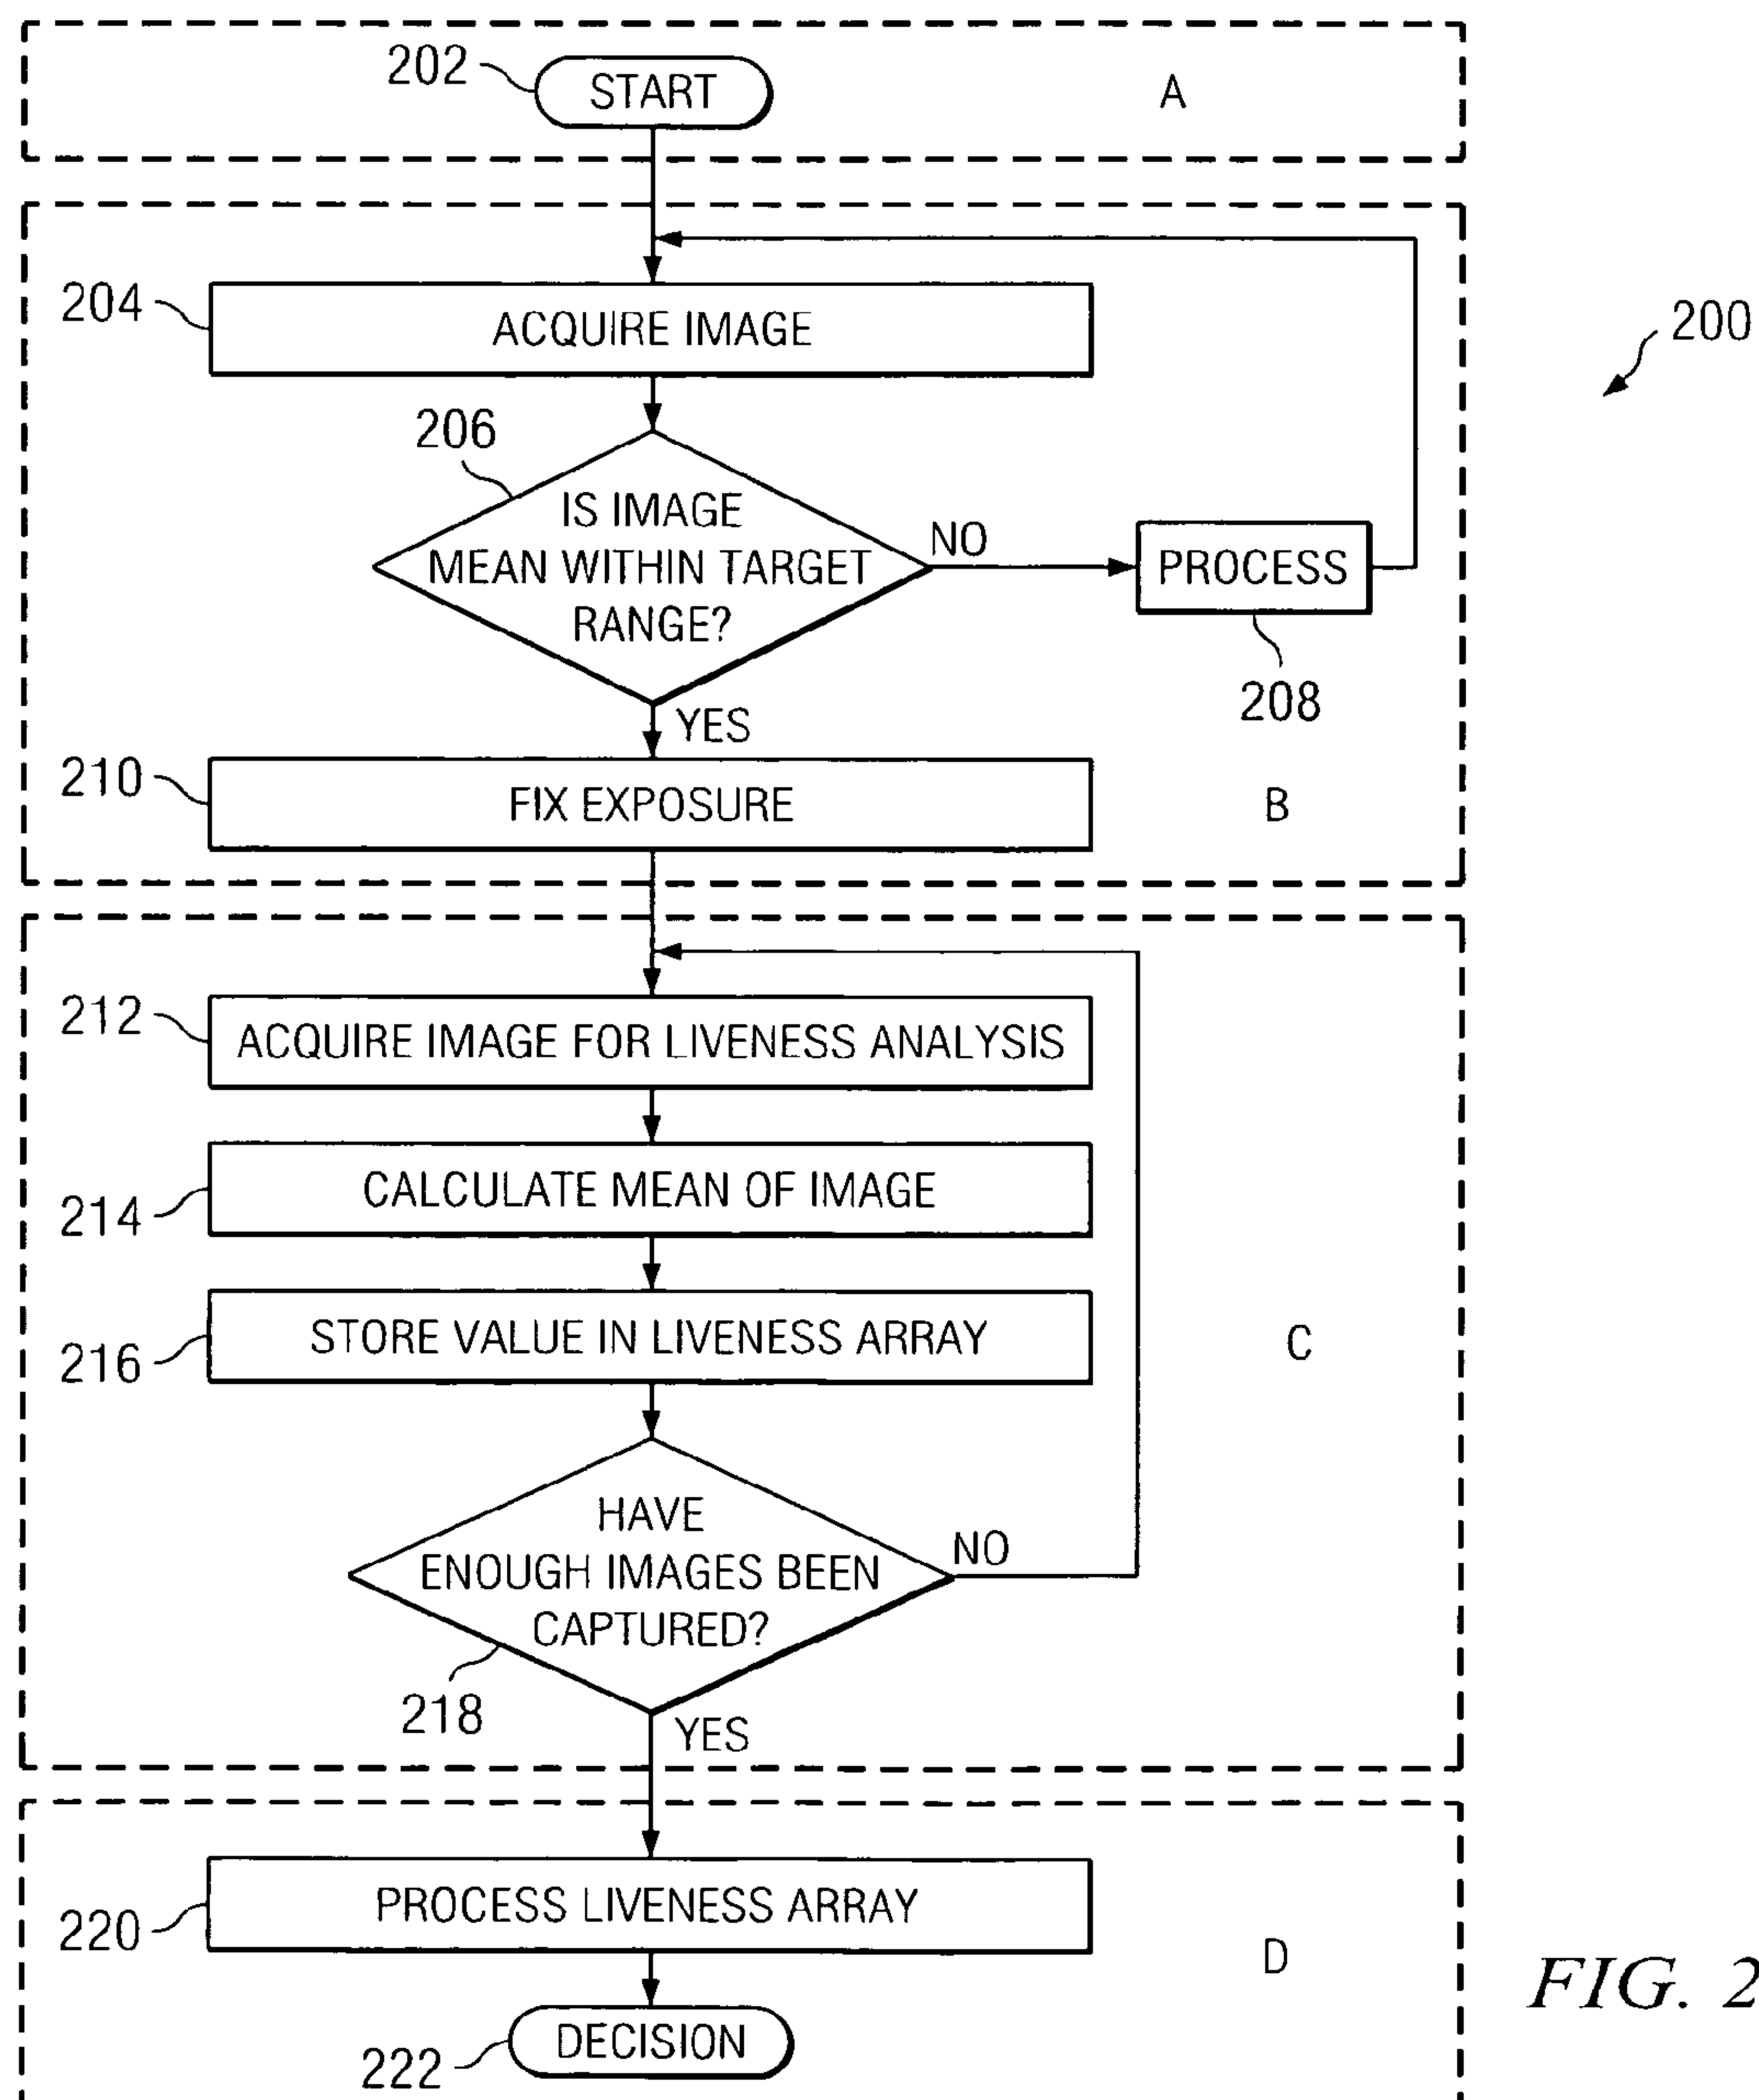 202
START
A
204
ACQUIRE IMAGE
200
206
IS IMAGE
MEAN WITHIN TARGET
RANGE?
NO
PROCESS
208
YES
210
FIX EXPOSURE
B
212
ACQUIRE IMAGE FOR LIVENESS ANALYSIS
214
CALCULATE MEAN OF IMAGE
216
STORE VALUE IN LIVENESS ARRAY
C
HAVE
ENOUGH IMAGES BEEN
CAPTURED?
NO
218
YES
220
PROCESS LIVENESS ARRAY
D
222
DECISION
FIG. 2